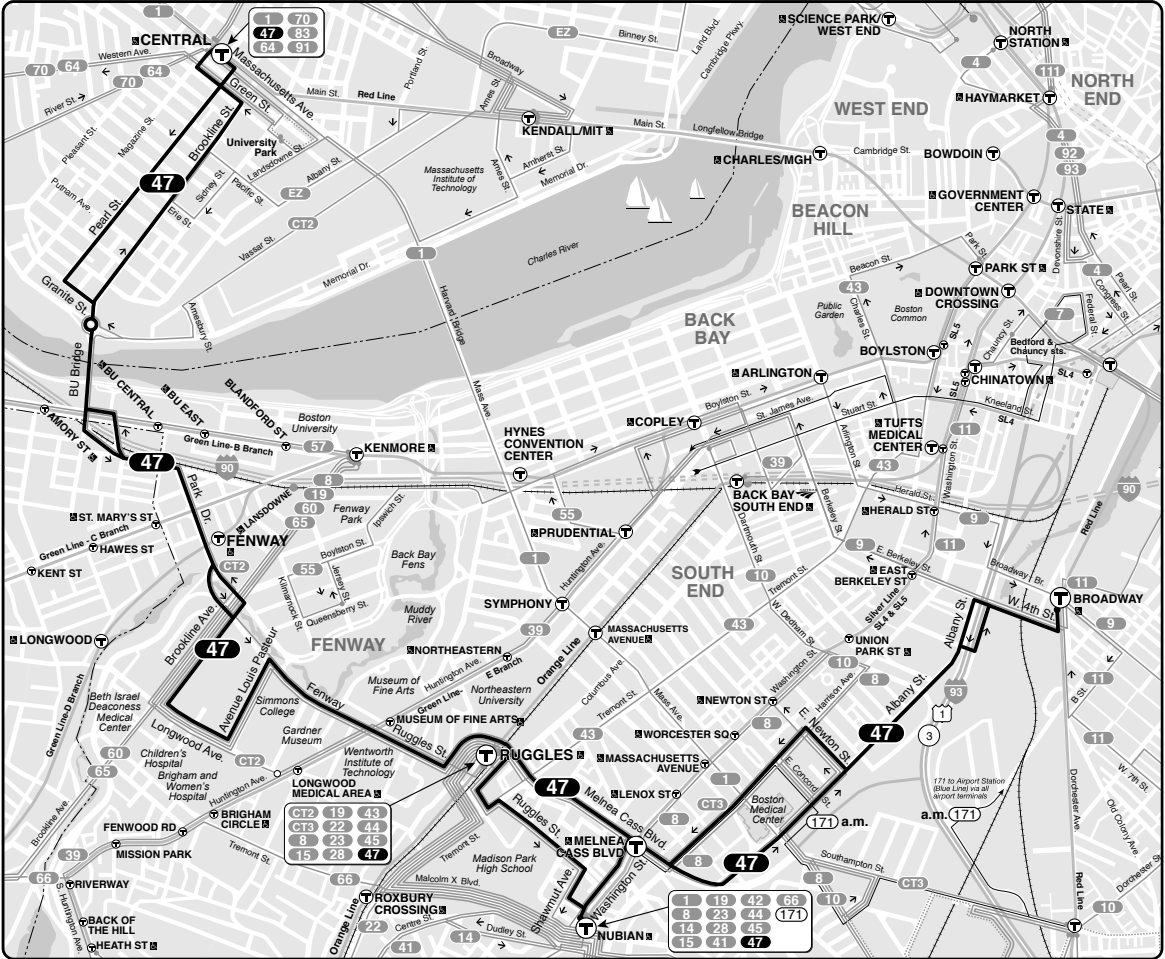 1
CENTRAL
1 70
47 83
64 91
Western Ave.
70 64
64
70
River St.
Massachusetts Ave.
Green St.
Main St.
Red Line
Portland St.
Broadway
EZ
Binney St.
Land Blvd.
Cambridge Pkwy.
Ames St.
KENDALL/MIT
Main St.
Longfellow Bridge
SCIENCE PARK/
WEST END
NORTH
STATION
4
111
NORTH
END
WEST END
HAYMARKET
4
92
93
CHARLES/MGH
Cambridge St.
BOWDOIN
GOVERNMENT
CENTER
STATE
BEACON
HILL
Devonshire St.
Park St.
PARK ST
Beacon St.
43
4
Pearl St.
Congress St.
Federal St.
DOWNTOWN
CROSSING
7
Public
Garden
Charles St.
Boston
Common
SL5
Chauncy St.
Bedford &
Chauncy sts.
BOYLSTON
CHINATOWN
SL4
SL5
Kneeland St.
SL4
Pleasant St.
Magazine St.
Brookline St.
University
Park
Landsdowne St.
Sidney St.
Pacific St.
Albany St.
Putnam Ave.
Pearl St.
47
Erie St.
EZ
CT2
Vassar St.
Massachusetts
Institute of
Technology
Ames St.
Amherst St.
Memorial Dr.
1
Memorial Dr.
Charles River
Harvard Bridge
Granite St.
Amesbury St.
BU Bridge
BACK
BAY
Mass Ave.
ARLINGTON
Boylston St.
St. James Ave.
COPLEY
Stuart St.
Arlington St.
TUFTS
MEDICAL
CENTER
11
43
Washington St.
AMORY ST
BU CENTRAL
BU EAST
BLANDFORD ST
Boston
University
57
Green Line-B Branch
KENMORE
HYNES
CONVENTION
CENTER
47
90
8
19
60
65
LANSDOWNE
39
BACK BAY
SOUTH END
Berkeley St.
Herald St.
HERALD ST
9
90
Red Line
Park Dr.
Fenway
Park
Ipswich St.
55
PRUDENTIAL
Dartmouth St.
ST. MARY'S ST
Green Line - C Branch
HAWES ST
KENT ST
FENWAY
CT2
Boylston St.
55
Jersey St.
Kilmarnock St.
Queensberry St.
Back Bay
Fens
Muddy
River
1
Huntington Ave.
SOUTH
END
10
Tremont St.
9
11
E. Berkeley St.
EAST
BERKELEY ST
Broadway - Br.
Silver Line
SL4 & SL5
Albany St.
W. 4th St.
11
BROADWAY
9
SYMPHONY
39
MASSACHUSETTS
AVENUE
43
W. Dedham St.
UNION
PARK ST
Brookline Ave.
47
LONGWOOD
FENWAY
Avenue Louis Pasteur
NORTHEASTERN
Huntington Ave.
Green Line- E Branch
Orange Line
Northeastern
University
Museum of
Fine Arts
Columbus Ave.
Tremont St.
Mass Ave.
Washington St.
10
8
Harrison Ave.
Albany St.
93
1
3
11
B St.
11
W. 7th St.
Green Line-D Branch
Beth Israel
Deaconess
Medical
Center
Simmons
College
Fenway
MUSEUM OF FINE ARTS
Ruggles St.
NEWTON ST
8
E. Newton St.
47
Longwood Ave.
Gardner
Museum
43
WORCESTER SQ
Children's
Hospital
Brigham and
Women's
Hospital
60
65
CT2
Wentworth
Institute of
Technology
RUGGLES
MASSACHUSETTS
AVENUE
1
E. Concord St.
Huntington Ave.
LONGWOOD
MEDICAL AREA
47
LENOX ST
CT3
Boston
Medical
Center
171 to Airport Station
(Blue Line) via all
airport terminals
CT2 19 43
CT3 22 44
8 23 45
15 28 47
Melnea Cass Blvd.
171 a.m.
a.m. 171
Dorchester Ave.
Old Colony Ave.
Brookline Ave.
BRIGHAM
CIRCLE
FENWOOD RD
Ruggles St.
8
MELNEA
CASS BLVD
MISSION PARK
39
Tremont St.
Tremont St.
Madison Park
High School
8
47
Southampton St.
66
RIVERWAY
66
Malcolm X Blvd.
Shawmut Ave.
Washington St.
8
CT3
Dorchester St.
S. Huntington Ave.
ROXBURY
CROSSING
Orange Line
22
Centre St.
41
14
Dudley St.
NUBIAN
1 19 42 66
8 23 44 171
14 28 45
15 41 47
10
Red Line
10
BACK OF
THE HILL
HEATH ST